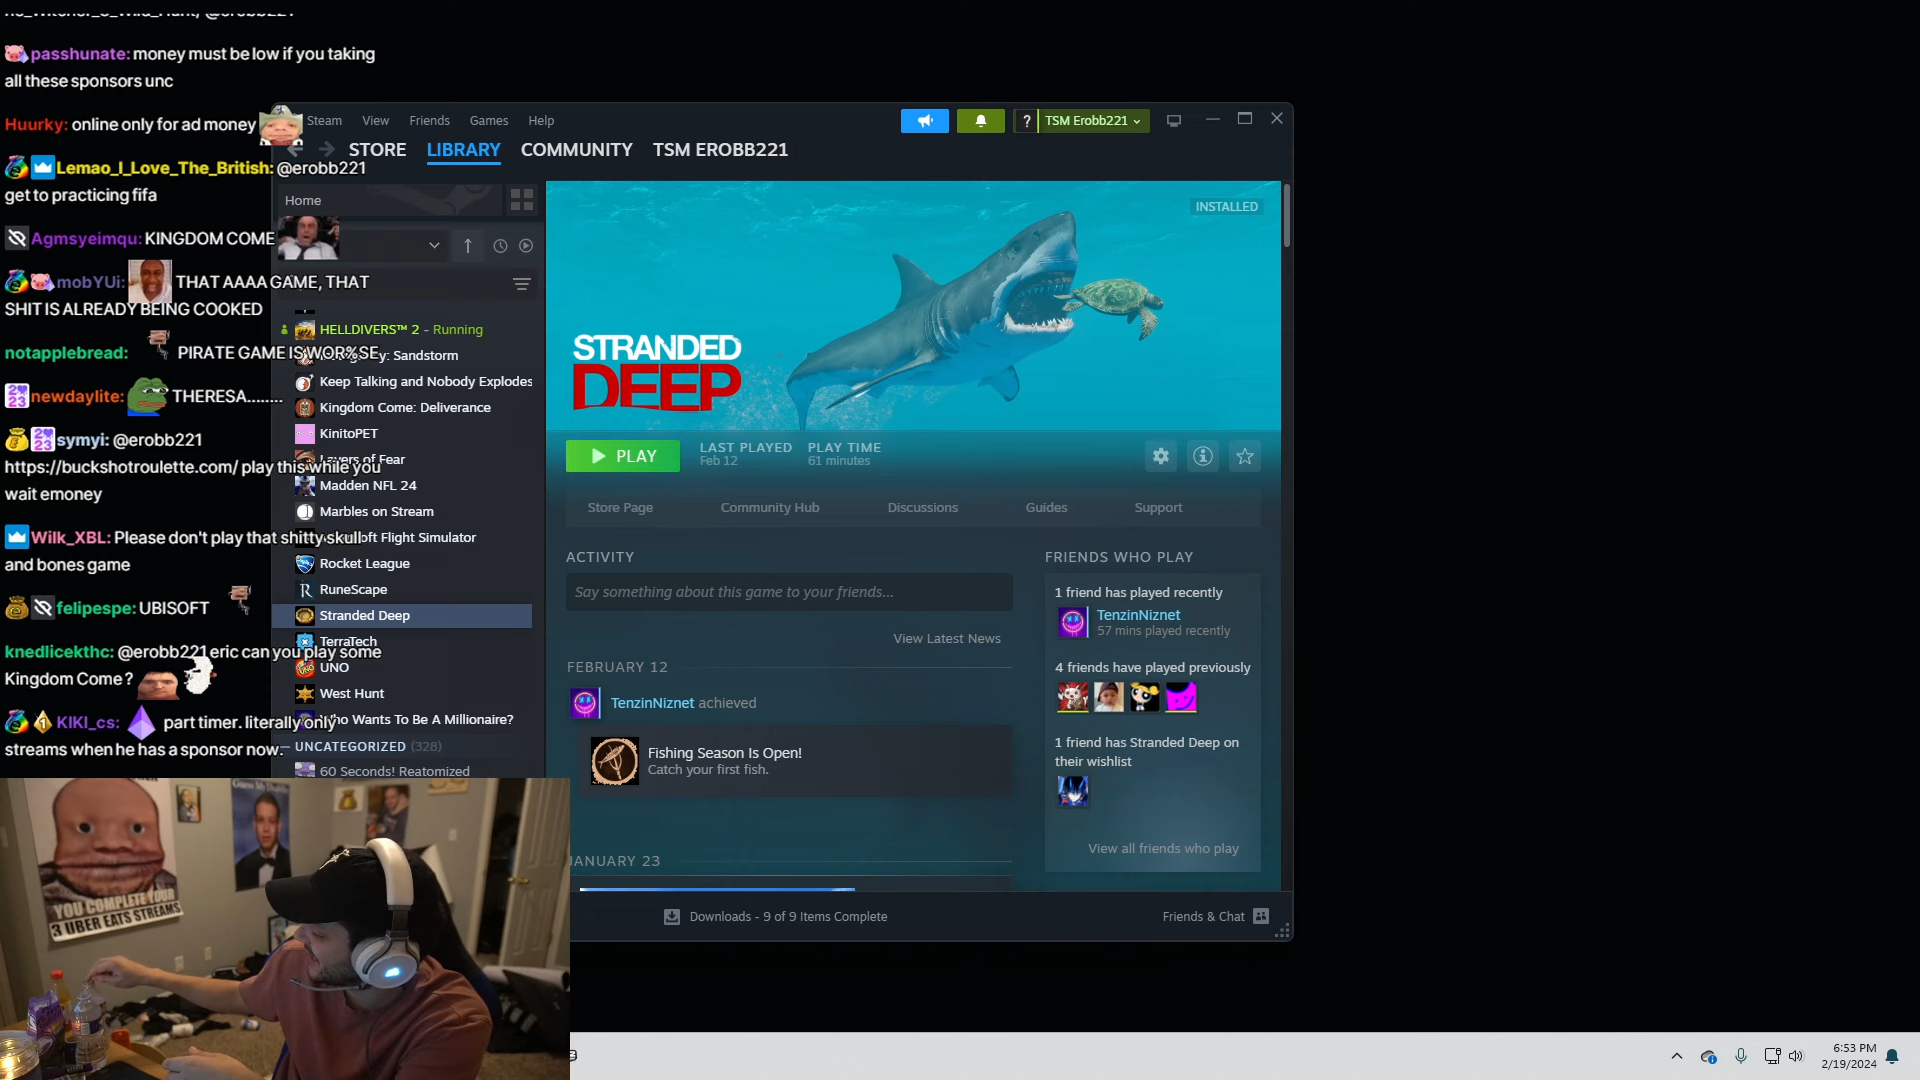 passhunate: money must be low if you taking
all these sponsors unc
Huurky: online only for ad money
Lemao_I_Love_The_British: @erobb221
get to practicing fifa
Agmsyeimqu: KINGDOM COME
mobYUi: THAT AAAA GAME, THAT
SHIT IS ALREADY BEING COOKED
notapplebread: PIRATE GAME IS WOR%SE
newdaylite: THERESA........
symyi: @erobb221
https://buckshotroulette.com/ play this while you
wait emoney
Wilk_XBL: Please don't play that shitty skull
and bones game
felipespe: UBISOFT
knedlicekthc: @erobb221 eric can you play some
Kingdom Come?
KIKI_cs: part timer. literally only
streams when he has a sponsor now.
Steam View Friends Games Help
? TSM Erobb221
STORE LIBRARY COMMUNITY TSM EROBB221
Home
HELLDIVERS™ 2 - Running
Sandstorm
Keep Talking and Nobody Explodes
Kingdom Come: Deliverance
KinitoPET
Layers of Fear
Madden NFL 24
Marbles on Stream
Flight Simulator
Rocket League
RuneScape
Stranded Deep
TerraTech
UNO
West Hunt
Who Wants To Be A Millionaire?
UNCATEGORIZED (328)
60 Seconds! Reatomized
INSTALLED
STRANDED
DEEP
PLAY
LAST PLAYED
Feb 12
PLAY TIME
61 minutes
Store Page Community Hub Discussions Guides Support
ACTIVITY
Say something about this game to your friends...
View Latest News
FEBRUARY 12
TenzinNiznet achieved
Fishing Season Is Open!
Catch your first fish.
JANUARY 23
FRIENDS WHO PLAY
1 friend has played recently
TenzinNiznet
57 mins played recently
4 friends have played previously
1 friend has Stranded Deep on
their wishlist
View all friends who play
Downloads - 9 of 9 Items Complete
Friends & Chat
YOU COMPLETE YOUR
3 UBER EATS STREAMS
6:53 PM
2/19/2024